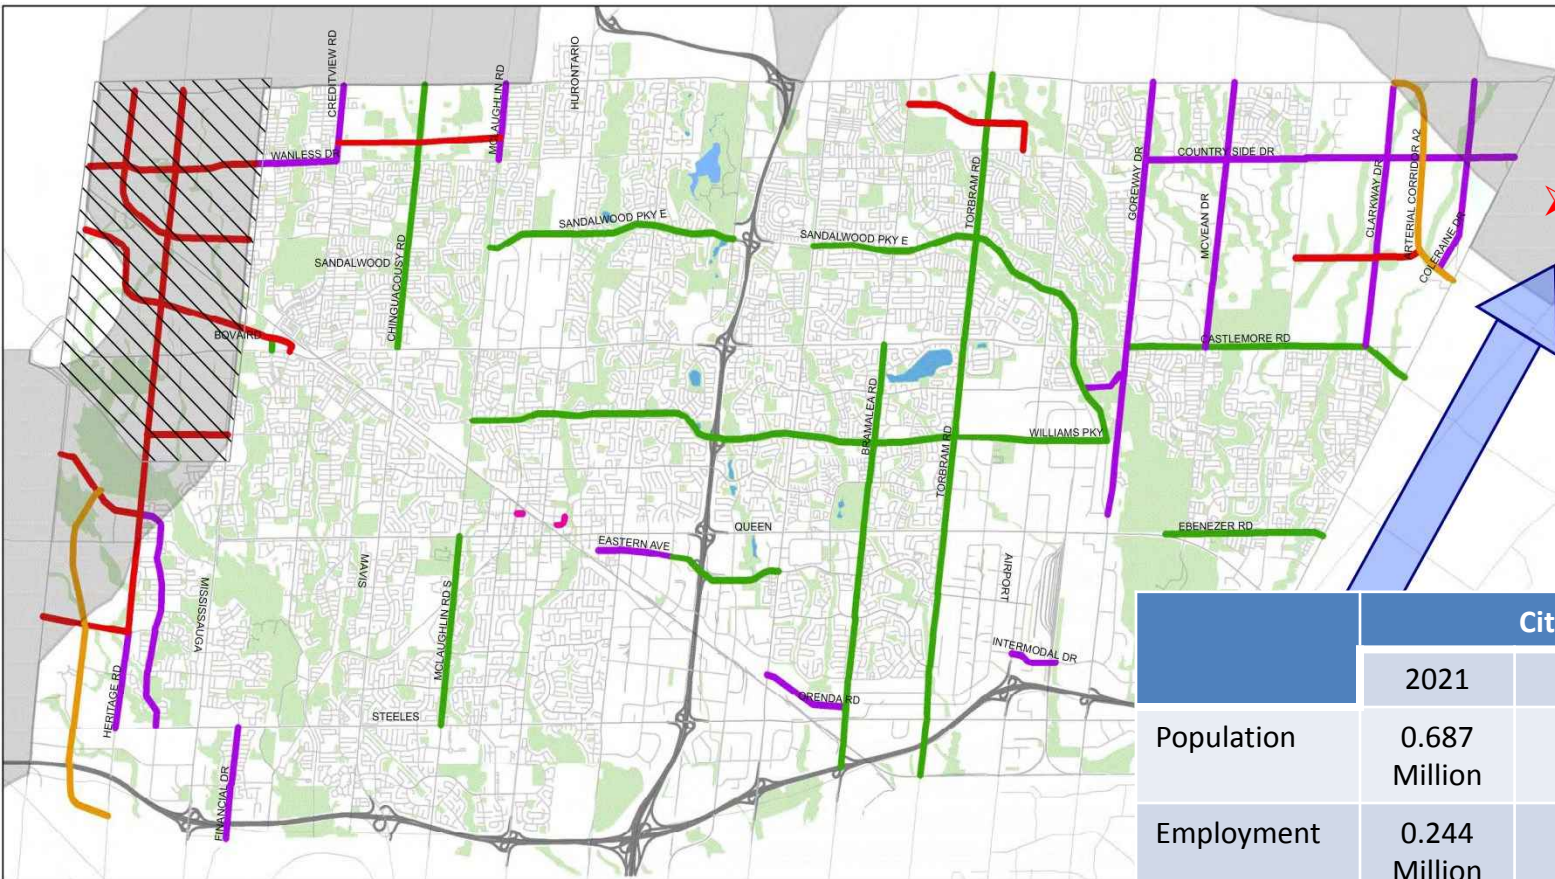 CREDITVIEW RD
MCLAUGHLIN RD
HURONTARIO
WANLESS DR
CHINGUACOUSY RD
SANDALWOOD
SANDALWOOD PKY E
SANDALWOOD PKY E
TORBRAM RD
GOREWAY DR
COUNTRY SIDE DR
MCVEAN DR
CLARKWAY DR
ARTERIAL CORRIDOR A2
COLERAINE DR
BOVAIRD
CASTLEMORE RD
BRAMALEA RD
TORBRAM RD
WILLIAMS PKY
QUEEN
EASTERN AVE
EBENEZER RD
AIRPORT
MAVIS
MISSISSAUGA
MCLAUGHLIN RD S
INTERMODAL DR
ORENDA RD
HERITAGE RD
STEELES
FINANCIAL DR
Cit
2021
Population 0.687
Million
Employment 0.244
Million